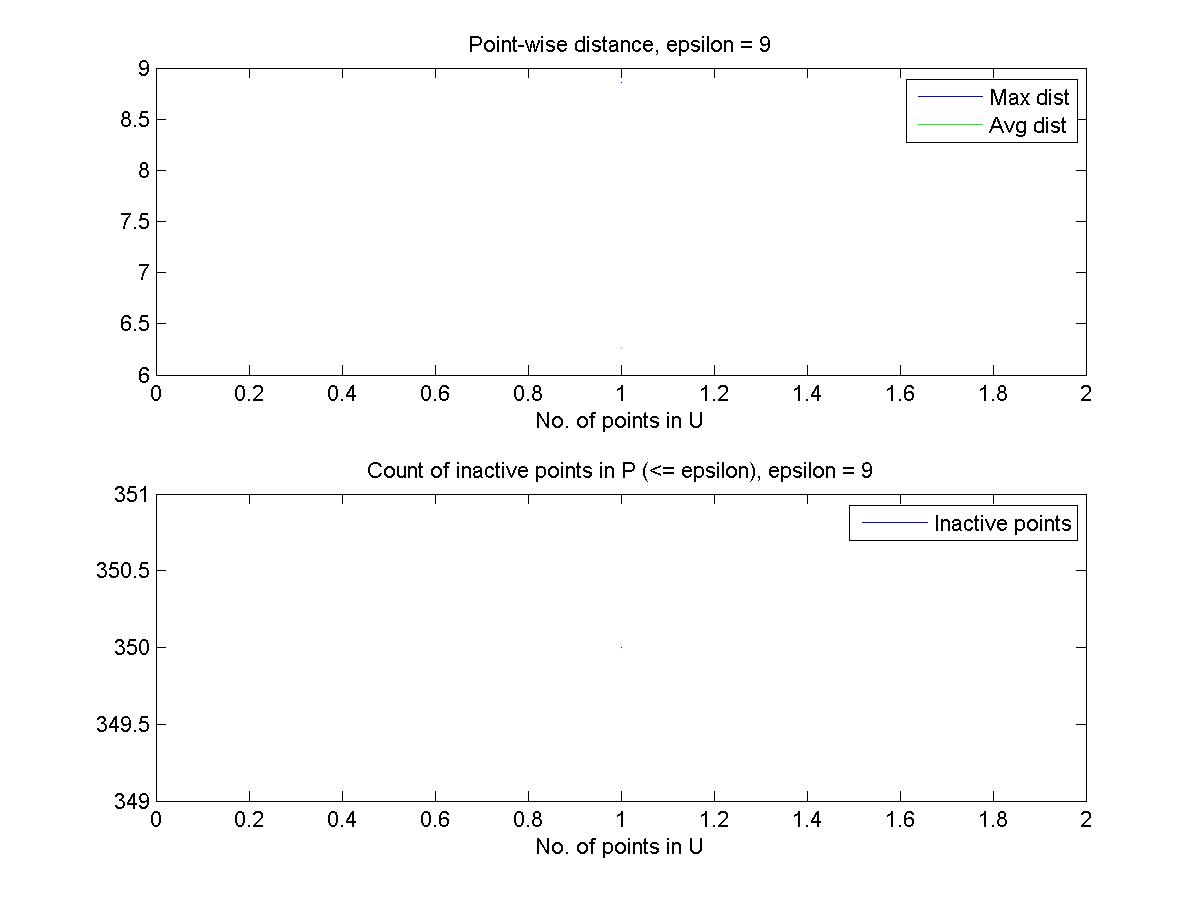 Point-wise distance, epsilon = 9
9
8.5
8
7.5
7
6.5
6
Max dist
Avg dist
0 0.2 0.4 0.6 0.8 1 1.2 1.4 1.6 1.8 2
No. of points in U
Count of inactive points in P (<= epsilon), epsilon = 9
351
350.5
350
349.5
349
Inactive points
0 0.2 0.4 0.6 0.8 1 1.2 1.4 1.6 1.8 2
No. of points in U